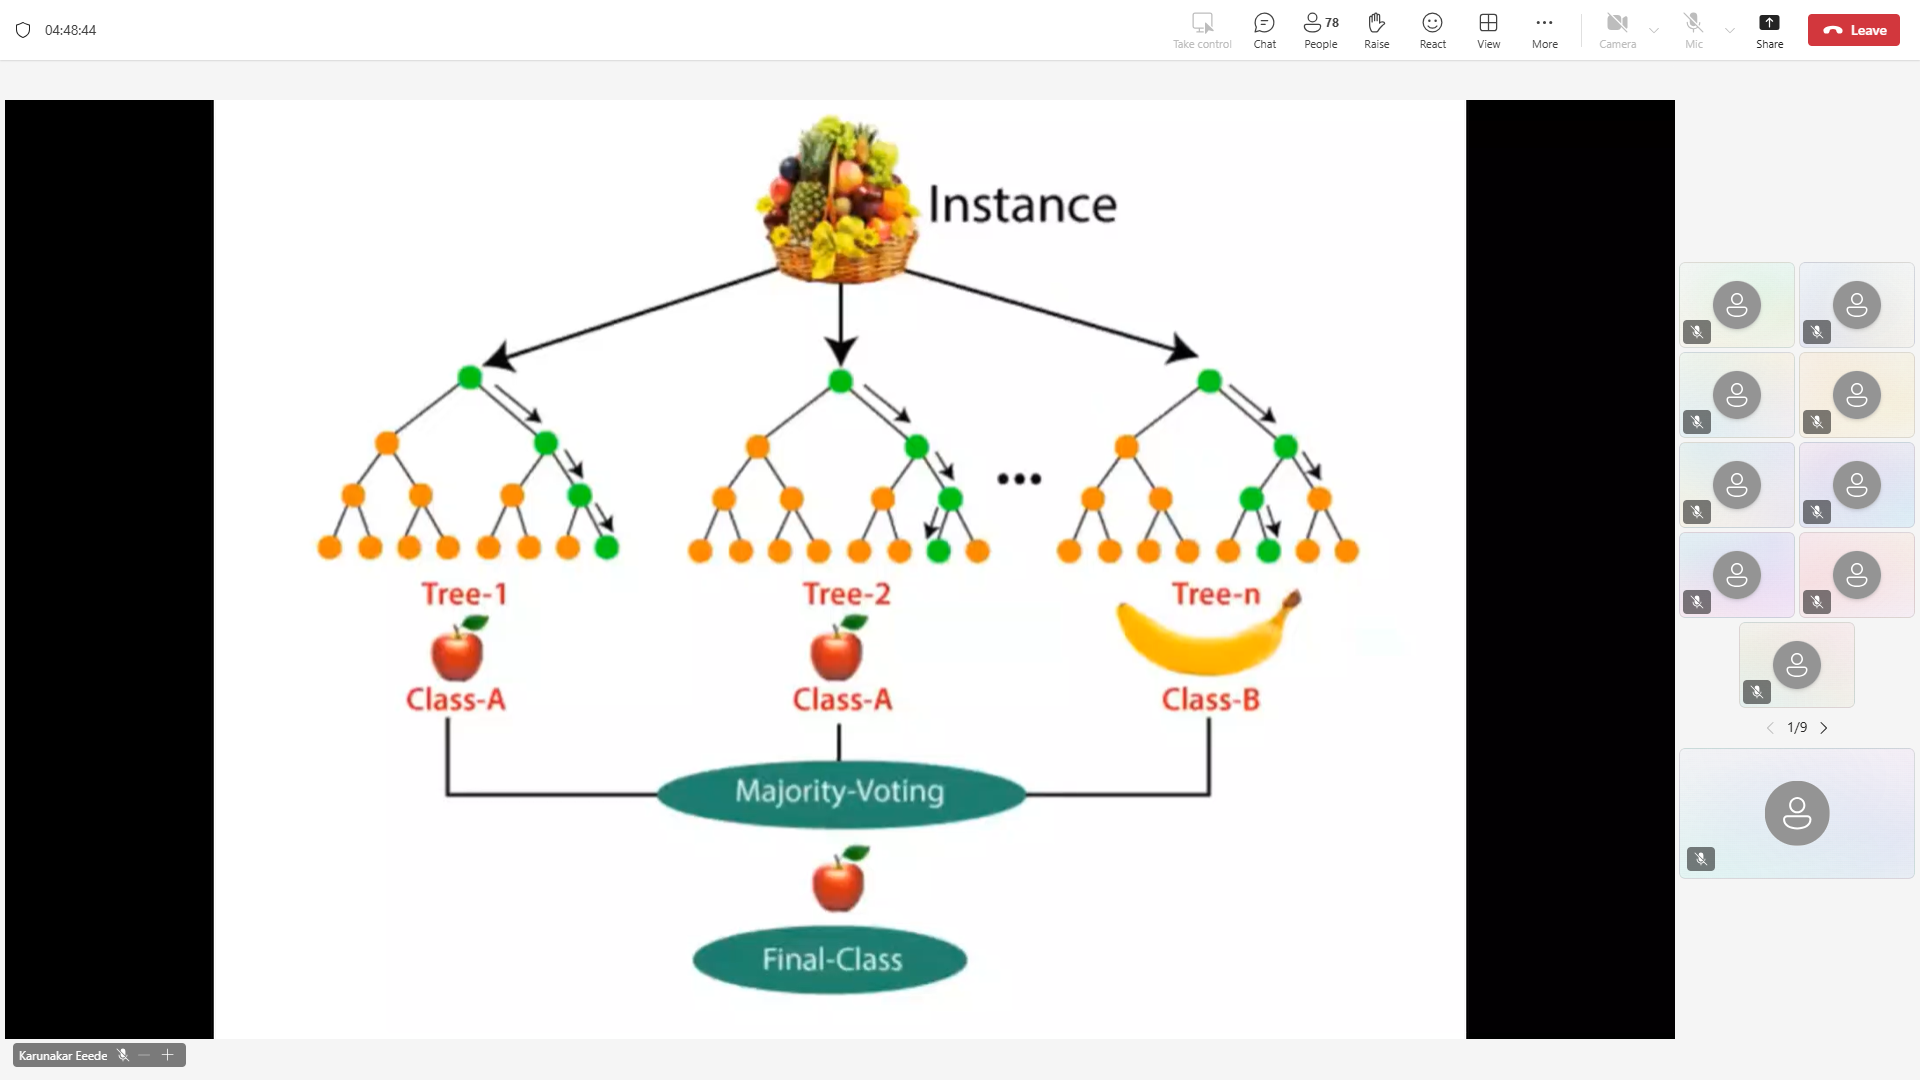 04:48:44
Take control
Chat
People
78
Raise
React
View
More
Camera
Mic
Share
Leave
Instance
Tree-1
Tree-2
Tree-n
Class-A
Class-A
Class-B
Majority-Voting
Final-Class
1/9
Karunakar Eeede